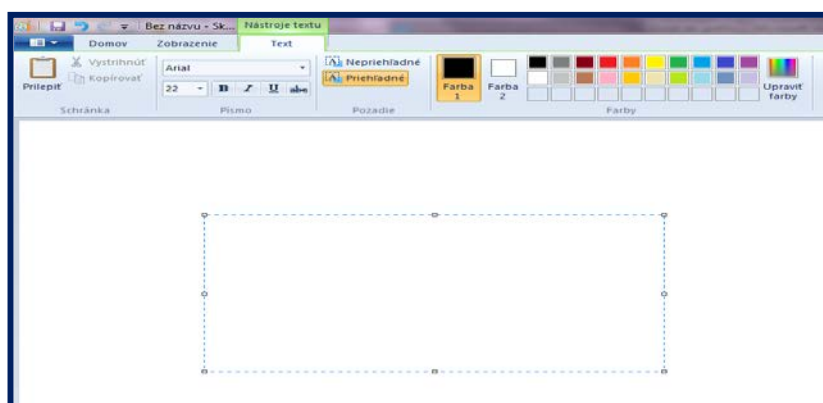 Bez názvu - Sk... Nástroje textu
Domov Zobrazenie Text
Prilepiť
Vystrihnúť
Kopírovať
Schránka
Arial
22 B I U abc
Písmo
Nepriehľadné
Priehľadné
Pozadie
Farba 1
Farba 2
Upraviť farby
Farby